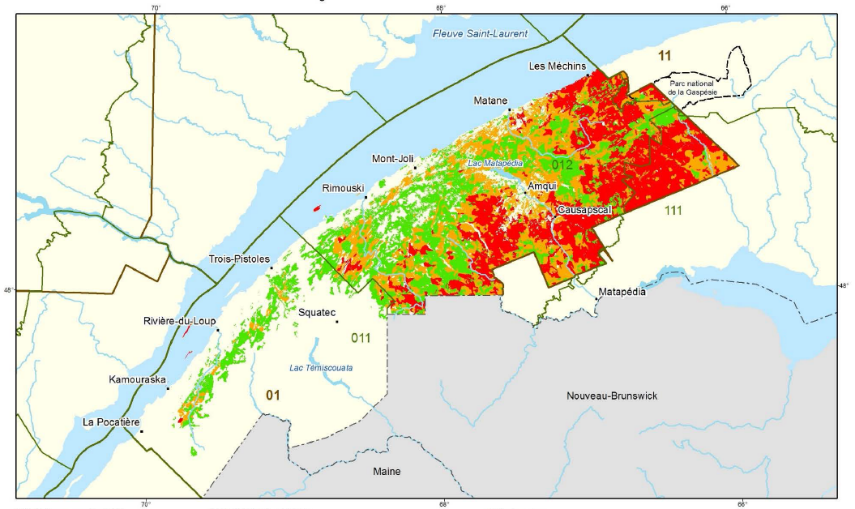 70°
68°
66°
Fleuve Saint-Laurent
11
Les Méchins
Parc national
de la Gaspésie
Matane
Mont-Joli
Lac Matapédia
012
Rimouski
Amqui
Causapscal
111
Trois-Pistoles
48°
48°
Matapédia
Squatec
Rivière-du-Loup
011
Lac Témiscouata
Kamouraska
01
Nouveau-Brunswick
La Pocatière
Maine
70°
68°
66°